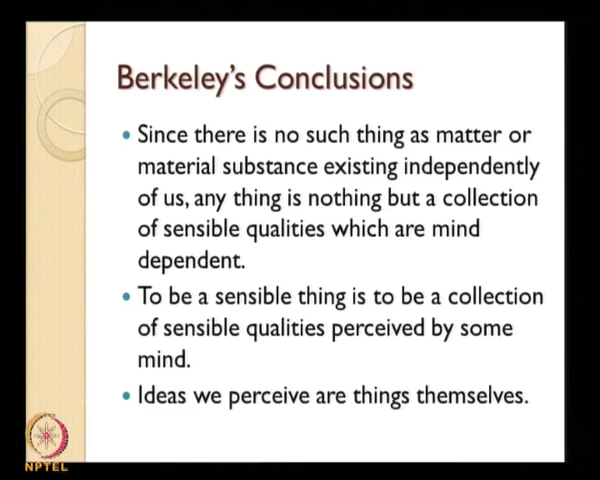 Berkeley's Conclusions
• Since there is no such thing as matter or
material substance existing independently
of us, any thing is nothing but a collection
of sensible qualities which are mind
dependent.
• To be a sensible thing is to be a collection
of sensible qualities perceived by some
mind.
• Ideas we perceive are things themselves.
NPTEL